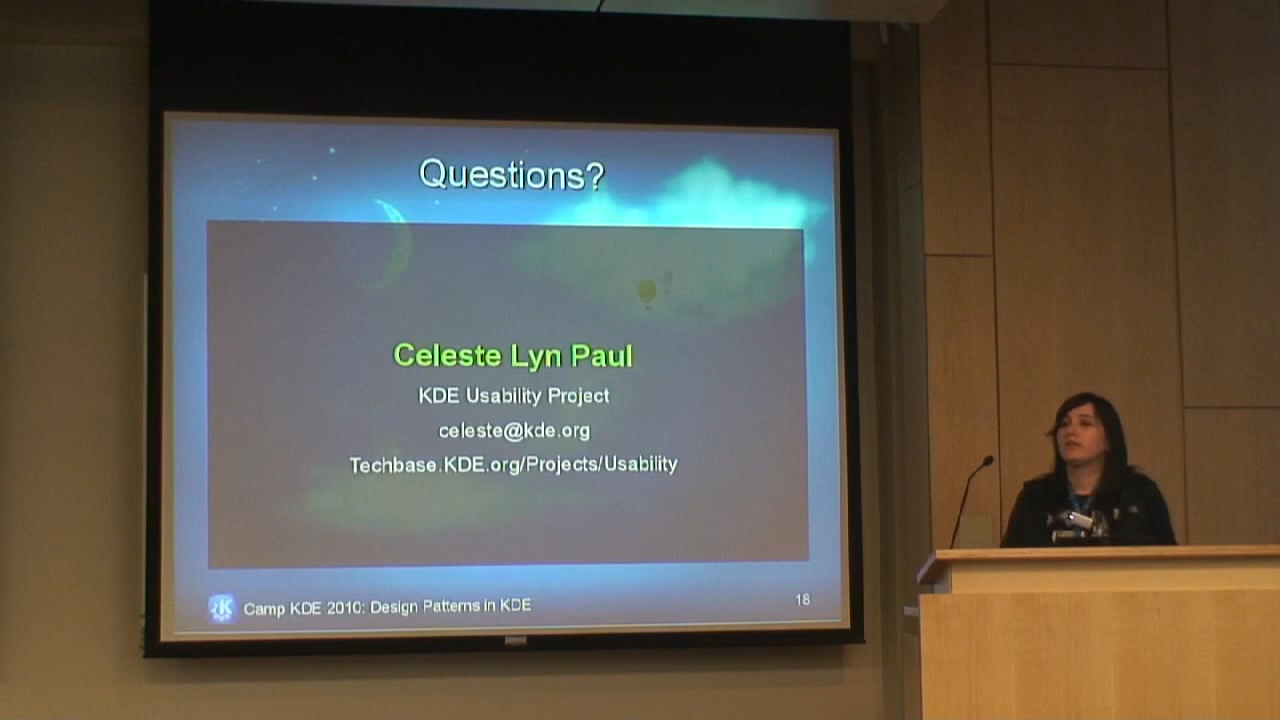 Questions?
Celeste Lyn Paul
KDE Usability Project
celeste@kde.org
Techbase.KDE.org/Projects/Usability
Camp KDE 2010: Design Patterns in KDE
18